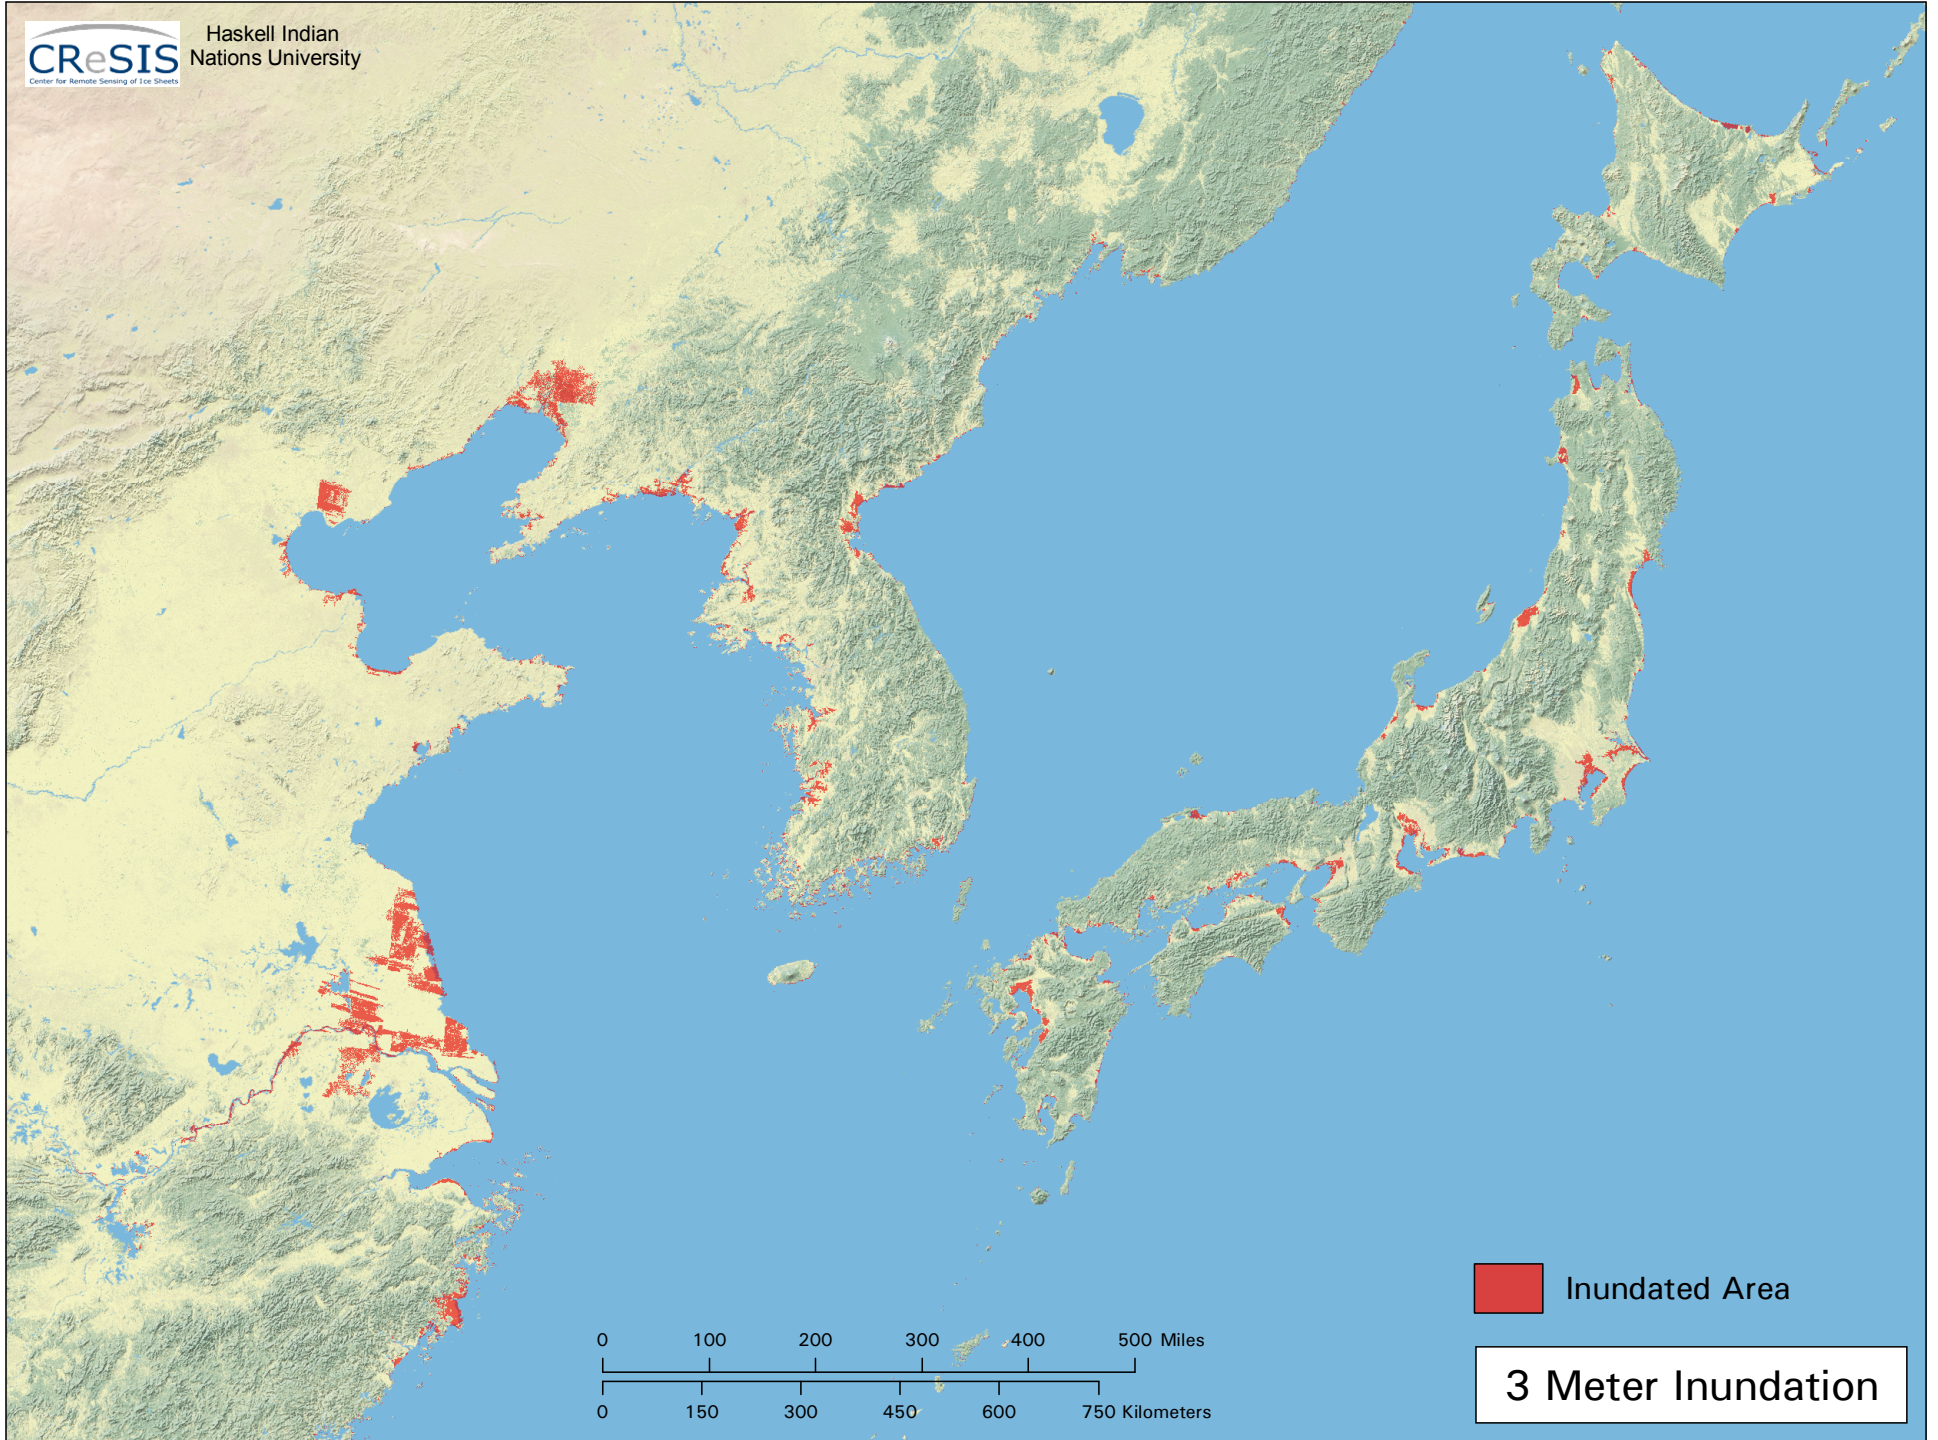 CReSIS
Center for Remote Sensing of Ice Sheets
Haskell Indian
Nations University
Inundated Area
3 Meter Inundation
0 100 200 300 400 500 Miles
0 150 300 450 600 750 Kilometers